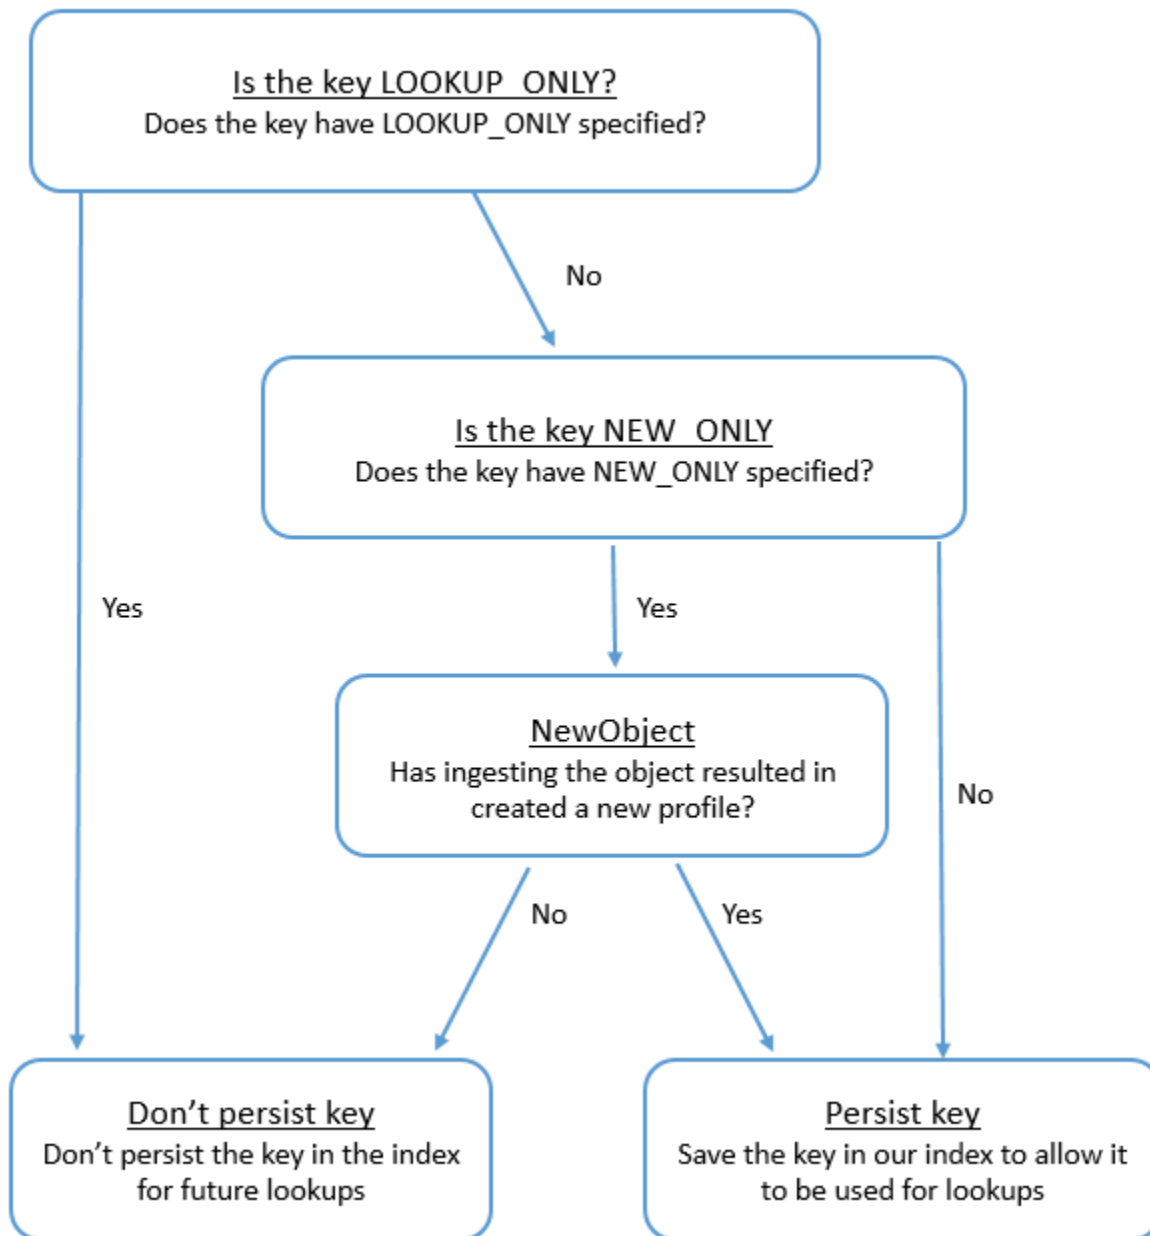 Is the key LOOKUP_ONLY?
Does the key have LOOKUP_ONLY specified?
No
Is the key NEW_ONLY
Does the key have NEW_ONLY specified?
Yes
Yes
NewObject
Has ingesting the object resulted in
created a new profile?
No
No
Yes
Don't persist key
Don't persist the key in the index
for future lookups
Persist key
Save the key in our index to allow it
to be used for lookups